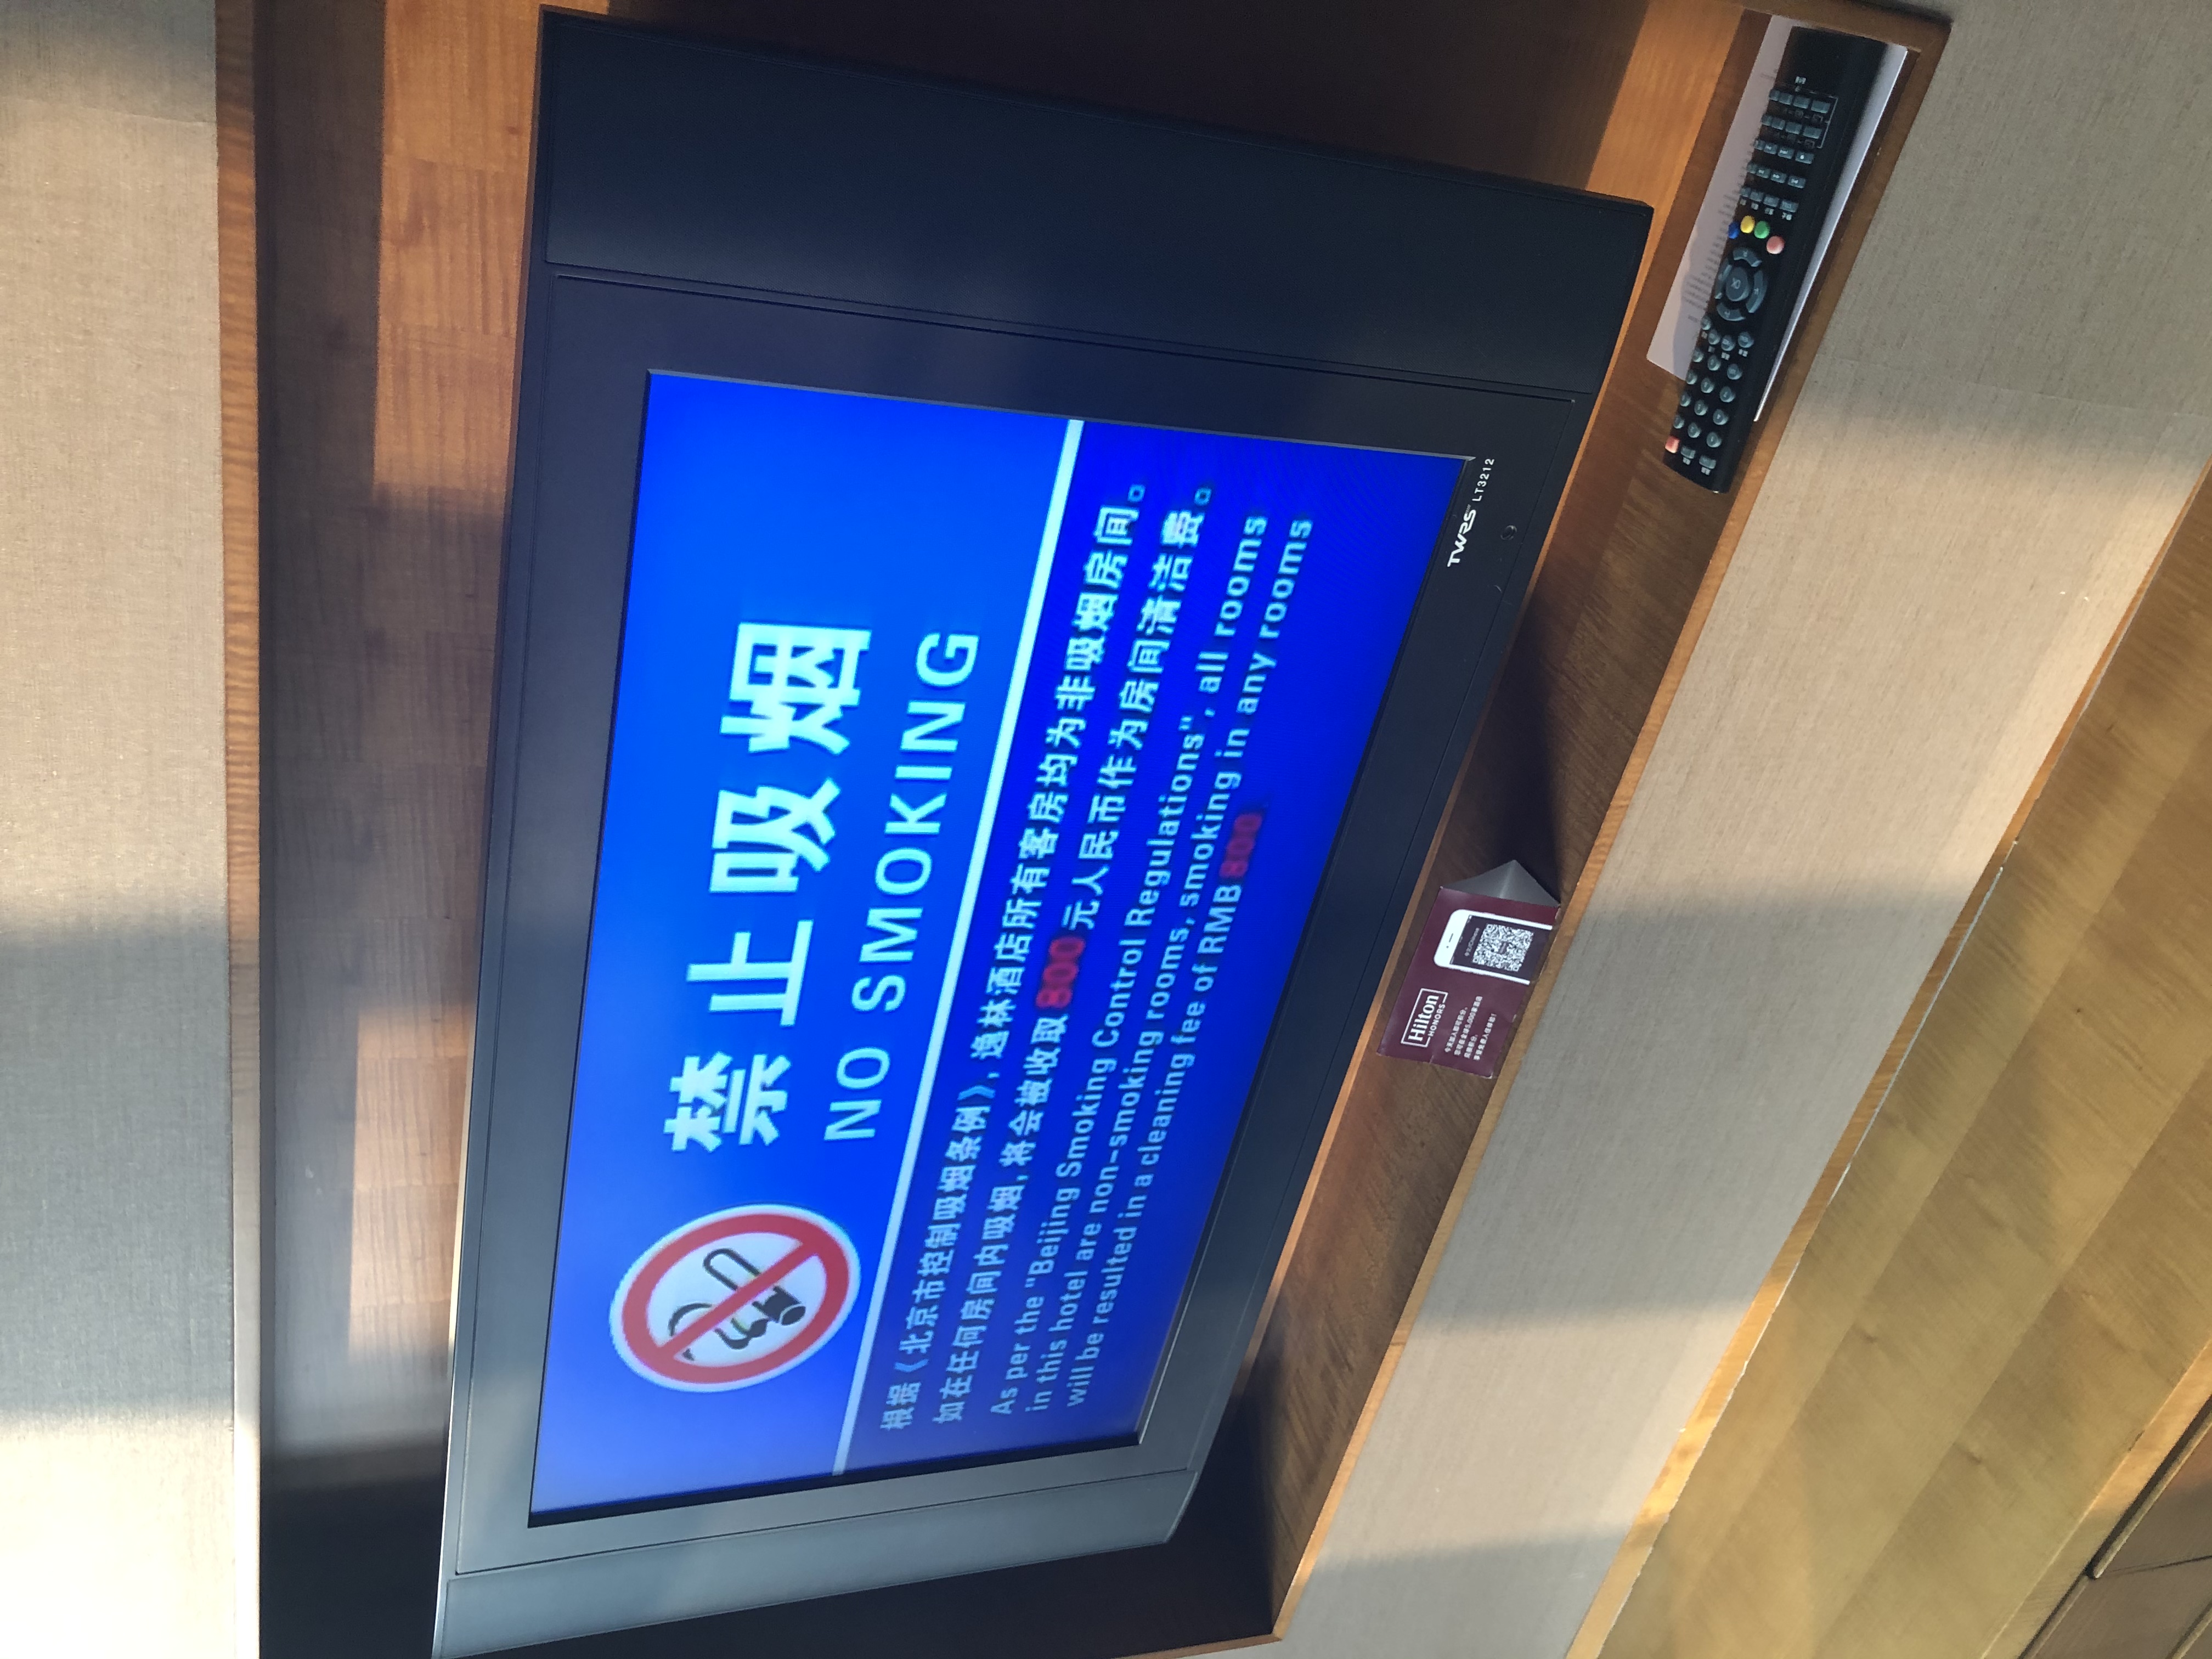 禁止吸烟
NO SMOKING
根据《北京市控制吸烟条例》，逸林酒店所有客房均为非吸烟房间。
如在任何房间内吸烟，将会被收取 800 元人民币作为房间清洁费。
As per the "Beijing Smoking Control Regulations", all rooms
in this hotel are non-smoking rooms, smoking in any rooms
will be resulted in a cleaning fee of RMB 800
TWRS LT3212
Hilton
HONORS